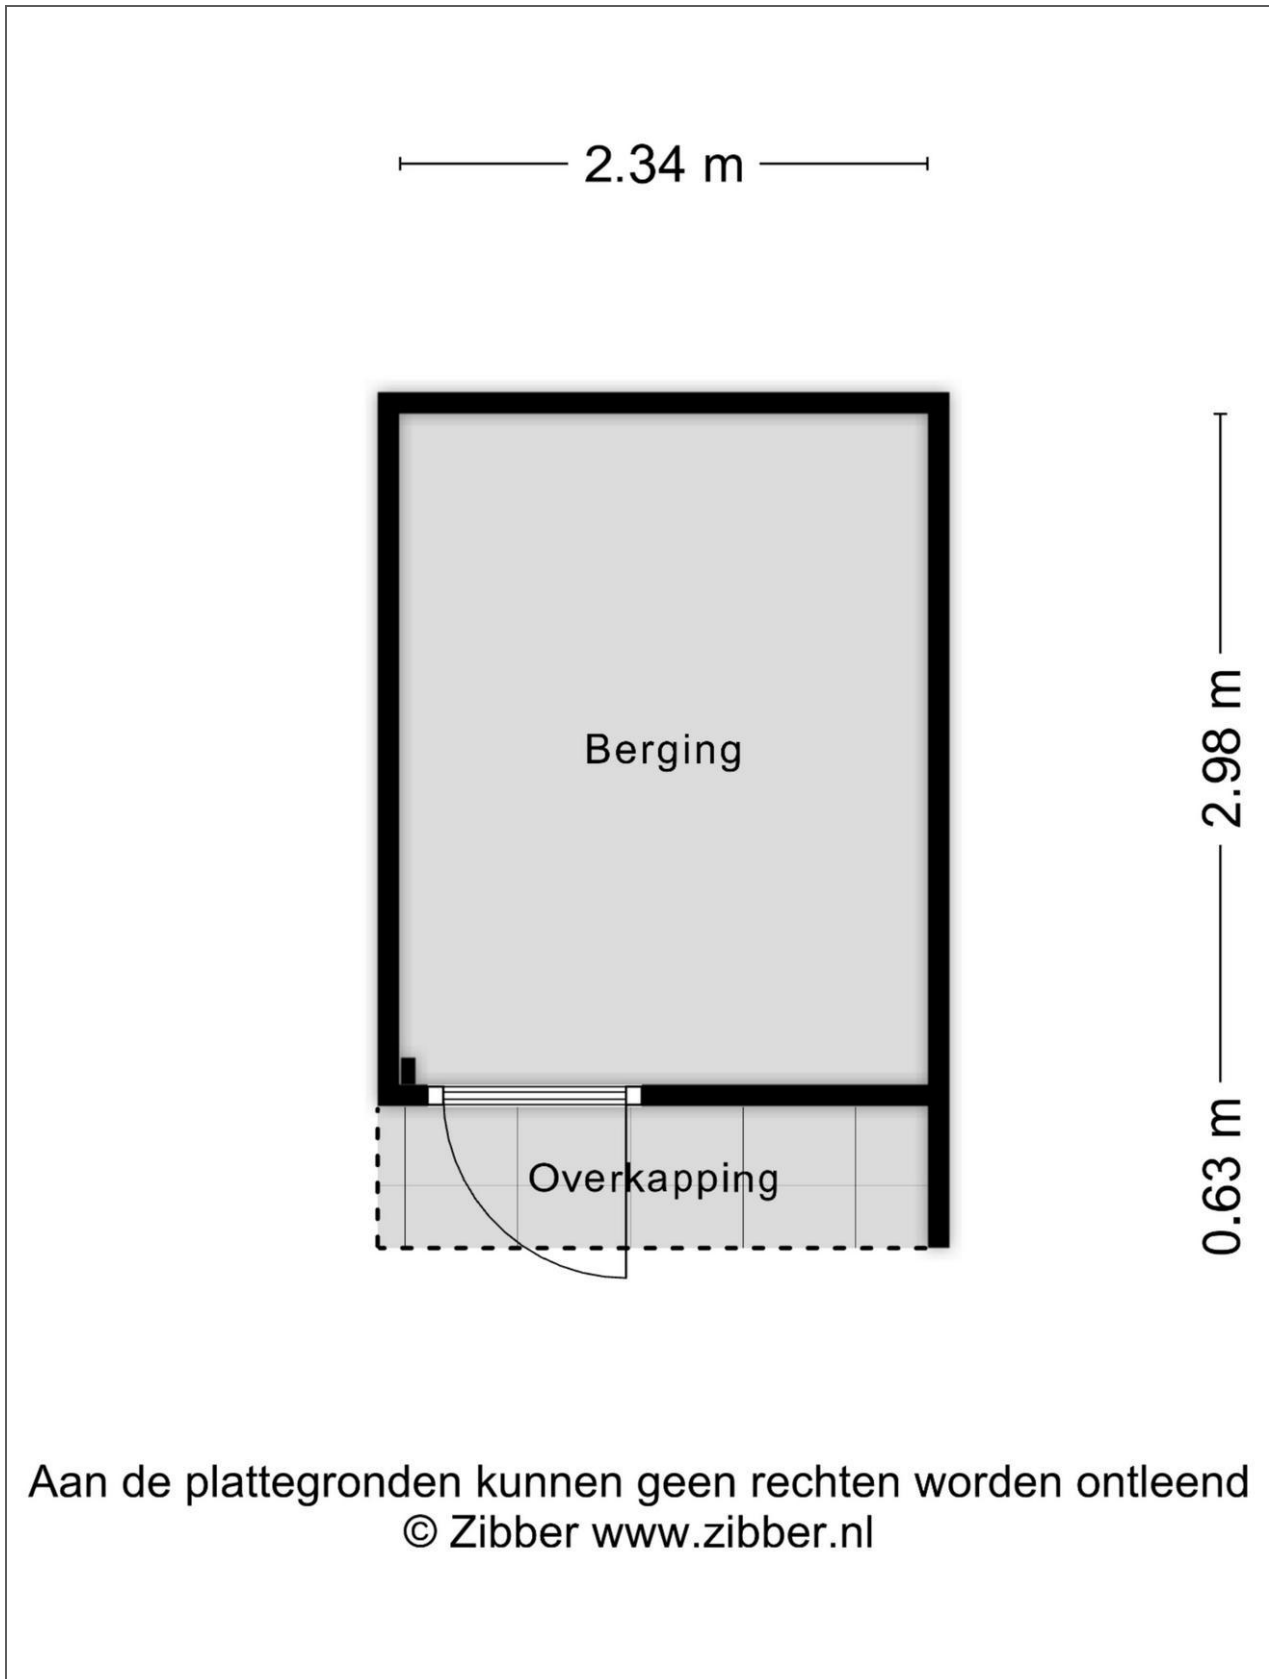 2.34 m
Berging
2.98 m
Overkapping
0.63 m
Aan de plattegronden kunnen geen rechten worden ontleend
© Zibber www.zibber.nl